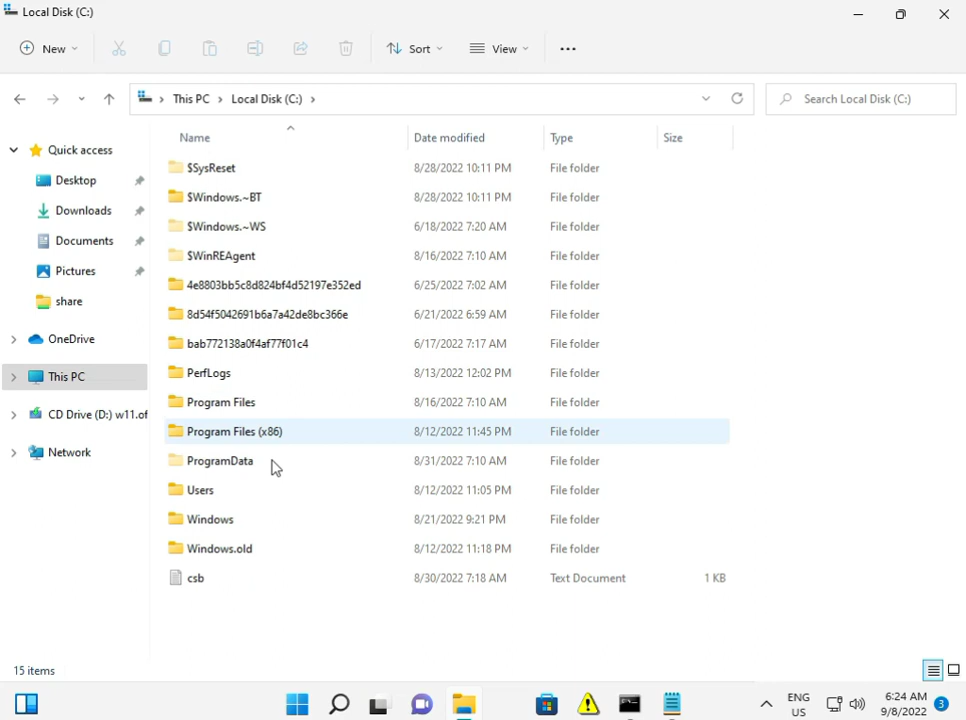 Local Disk (C:)
New
Sort
View
This PC
Local Disk (C:)
Search Local Disk (C:)
Name
Date modified
Type
Size
Quick access
Desktop
Downloads
Documents
Pictures
share
OneDrive
This PC
CD Drive (D:) w11.of
Network
$SysReset 8/28/2022 10:11 PM File folder
$Windows.~BT 8/28/2022 10:11 PM File folder
$Windows.~WS 6/18/2022 7:20 AM File folder
$WinREAgent 8/16/2022 7:10 AM File folder
4e8803bb5c8d824bf4d52197e352ed 6/25/2022 7:02 AM File folder
8d54f5042691b6a7a42de8bc366e 6/21/2022 6:59 AM File folder
bab772138a0f4af77f01c4 6/17/2022 7:17 AM File folder
PerfLogs 8/13/2022 12:02 PM File folder
Program Files 8/16/2022 7:10 AM File folder
Program Files (x86) 8/12/2022 11:45 PM File folder
ProgramData 8/31/2022 7:10 AM File folder
Users 8/12/2022 11:05 PM File folder
Windows 8/21/2022 9:21 PM File folder
Windows.old 8/12/2022 11:18 PM File folder
csb 8/30/2022 7:18 AM Text Document 1 KB
15 items
ENG
US
6:24 AM
9/8/2022
3